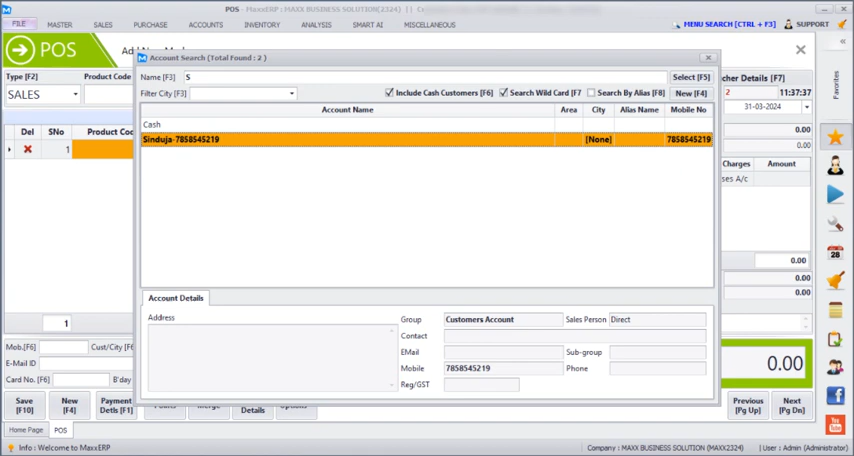 POS - MaxxERP : MAXX BUSINESS SOLUTION(2324) ||
FILE MASTER SALES PURCHASE ACCOUNTS INVENTORY ANALYSIS SMART AI MISCELLANEOUS MENU SEARCH [CTRL + F3] SUPPORT
POS
Type [F2] Product Code
SALES
Del SNo Product Cod
1
1
Mob.[F6] Cust/City [F6
E-Mail ID
Card No. [F6] B'day
Save [F10]
New [F4]
Payment Detls [F1]
Details
Previous [Pg Up]
Next [Pg Dn]
Home Page POS
Info : Welcome to MaxxERP
Company : MAXX BUSINESS SOLUTION (MAXX2324) | User : Admin (Administrator)
Account Search (Total Found : 2 )
Name [F3] S Select [F5]
Filter City [F3] Include Cash Customers [F6] Search Wild Card [F7 Search By Alias [F8] New [F4]
Account Name Area City Alias Name Mobile No
Cash
Sinduja-7858545219 [None] 7858545219
Account Details
Address
Group Customers Account Sales Person Direct
Contact
EMail Sub-group
Mobile 7858545219 Phone
Reg/GST
cher Details [F7]
2 11:37:37
31-03-2024
0.00
0.00
Charges Amount
ses A/c
0.00
0.00
0.00
0.00
Favorites
28
You